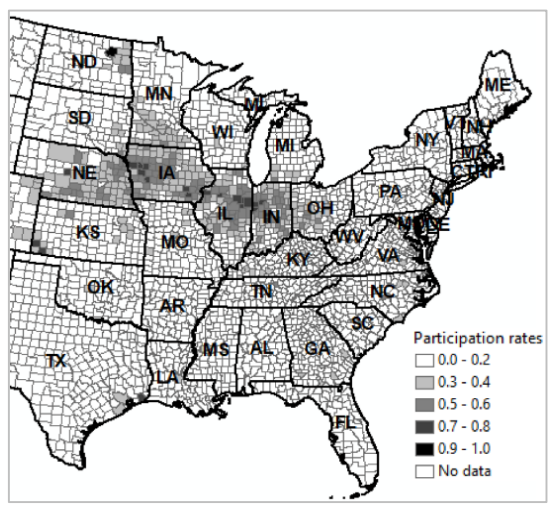 ND
MN
ME
SD
WI
MI
MI
NY
VT
NE
IA
PA
IL
IN
OH
WV
KS
MO
KY
VA
OK
TN
NC
AR
SC
MS
AL
GA
TX
LA
FL
Participation rates
0.0 - 0.2
0.3 - 0.4
0.5 - 0.6
0.7 - 0.8
0.9 - 1.0
No data